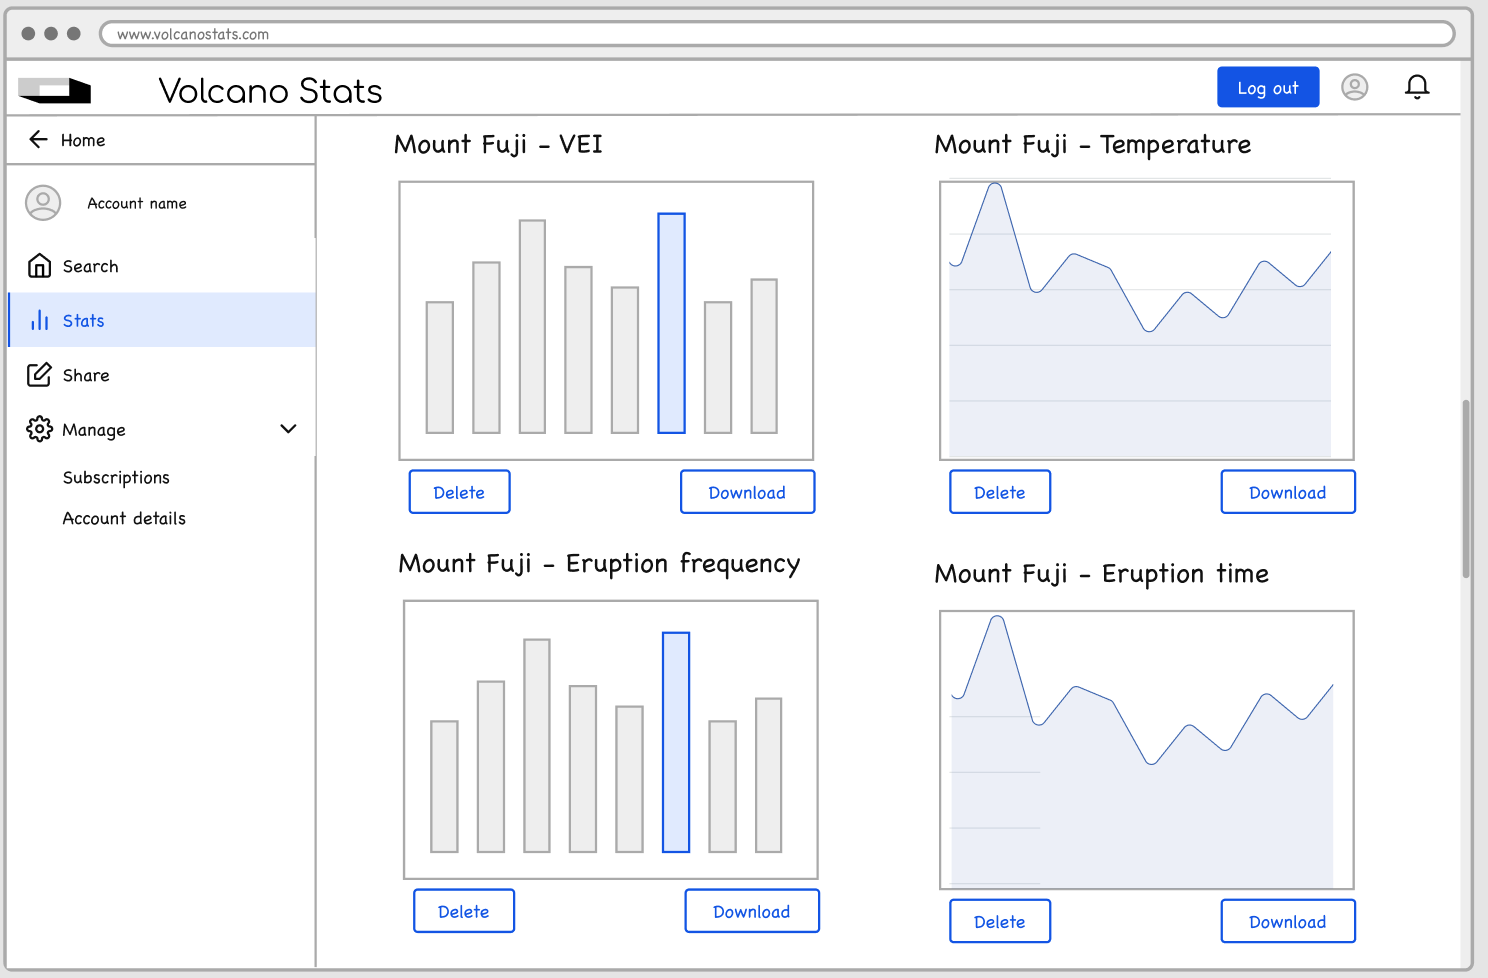 www.volcanostats.com
Volcano Stats
Log out
Home
Account name
Search
Stats
Share
Manage
Subscriptions
Account details
Mount Fuji - VEI
Delete
Download
Mount Fuji - Temperature
Delete
Download
Mount Fuji - Eruption frequency
Delete
Download
Mount Fuji - Eruption time
Delete
Download